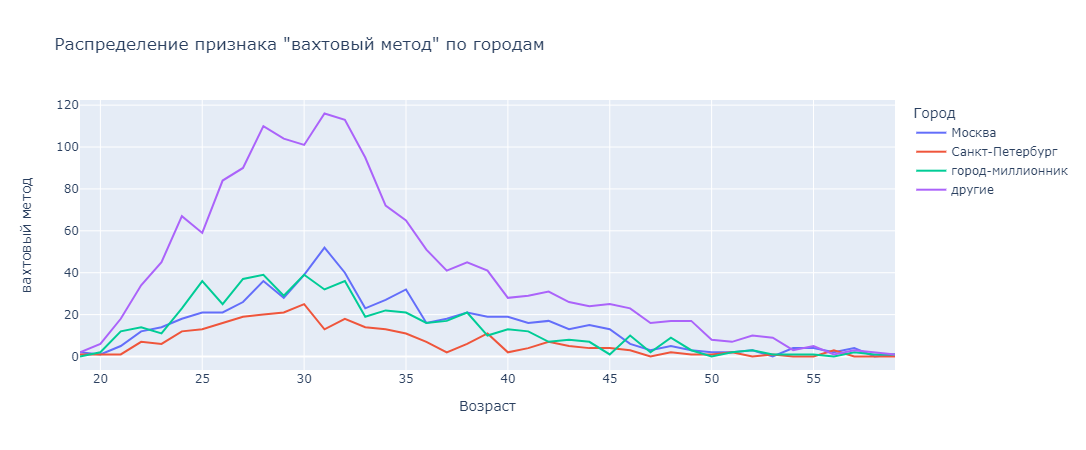 Распределение признака "вахтовый метод" по городам
вахтовый метод
120
100
80
60
40
20
0
20 25 30 35 40 45 50 55
Возраст
Город
Москва
Санкт-Петербург
город-миллионник
другие